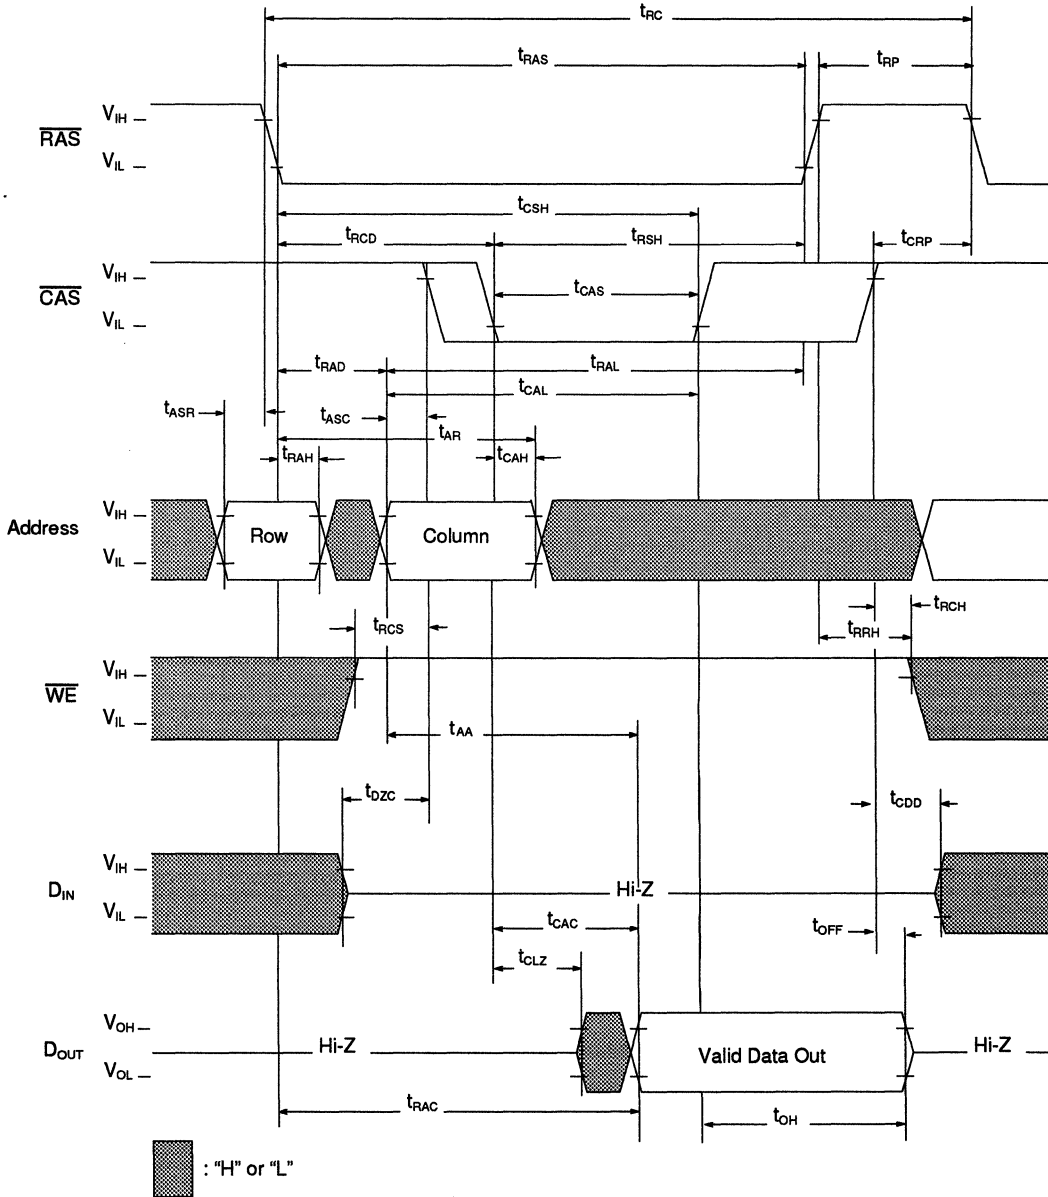 tRC
tRAS
tRP
RAS
VIH
VIL
tCSH
tRCD
tRSH
tCRP
CAS
VIH
VIL
tCAS
tRAD
tRAL
tCAL
tASR
tASC
tAR
tRAH
tCAH
Address
VIH
VIL
Row
Column
tRCH
tRCS
tRRH
WE
VIH
VIL
tAA
tDZC
tCDD
DIN
VIH
VIL
Hi-Z
tCAC
tOFF
tCLZ
DOUT
VOH
VOL
Hi-Z
Valid Data Out
Hi-Z
tRAC
tOH
: “H” or “L”